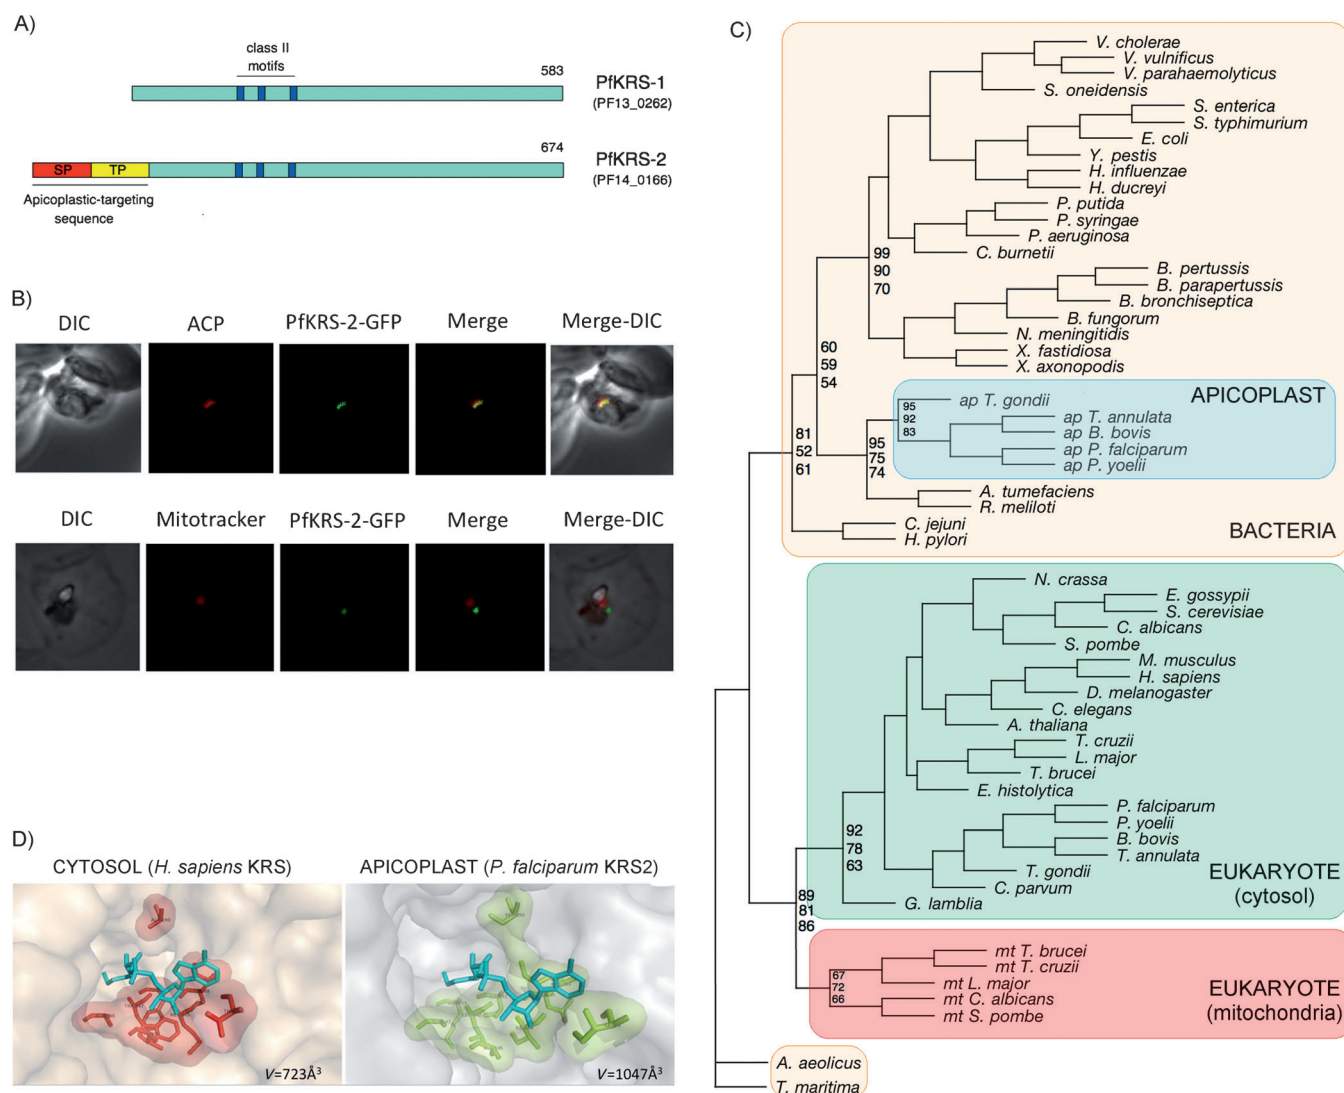 A)
class II
motifs
583
PfKRS-1
(PF13_0262)
674
SP
TP
PfKRS-2
(PF14_0166)
Apicoplastic-targeting
sequence
B)
DIC
ACP
PfKRS-2-GFP
Merge
Merge-DIC
DIC
Mitotracker
PfKRS-2-GFP
Merge
Merge-DIC
C)
V. cholerae
V. vulnificus
V. parahaemolyticus
S. oneidensis
S. enterica
S. typhimurium
E. coli
Y. pestis
H. influenzae
H. ducreyi
P. putida
P. syringae
P. aeruginosa
C. burnetii
99
90
70
B. pertussis
B. parapertussis
B. bronchiseptica
B. fungorum
N. meningitidis
X. fastidiosa
X. axonopodis
60
59
54
APICOPLAST
ap T. gondii
95
92
83
ap T. annulata
ap B. bovis
ap P. falciparum
ap P. yoelii
81
52
61
95
75
74
A. tumefaciens
R. meliloti
C. jejuni
H. pylori
BACTERIA
N. crassa
E. gossypii
S. cerevisiae
C. albicans
S. pombe
M. musculus
H. sapiens
D. melanogaster
C. elegans
A. thaliana
T. cruzii
L. major
T. brucei
E. histolytica
P. falciparum
P. yoelii
B. bovis
T. annulata
T. gondii
C. parvum
G. lamblia
92
78
63
EUKARYOTE
(cytosol)
89
81
86
mt T. brucei
mt T. cruzii
mt L. major
mt C. albicans
mt S. pombe
67
72
66
EUKARYOTE
(mitochondria)
A. aeolicus
T. maritima
D)
CYTOSOL (H. sapiens KRS)
APICOPLAST (P. falciparum KRS2)
V=723Å³
V=1047Å³